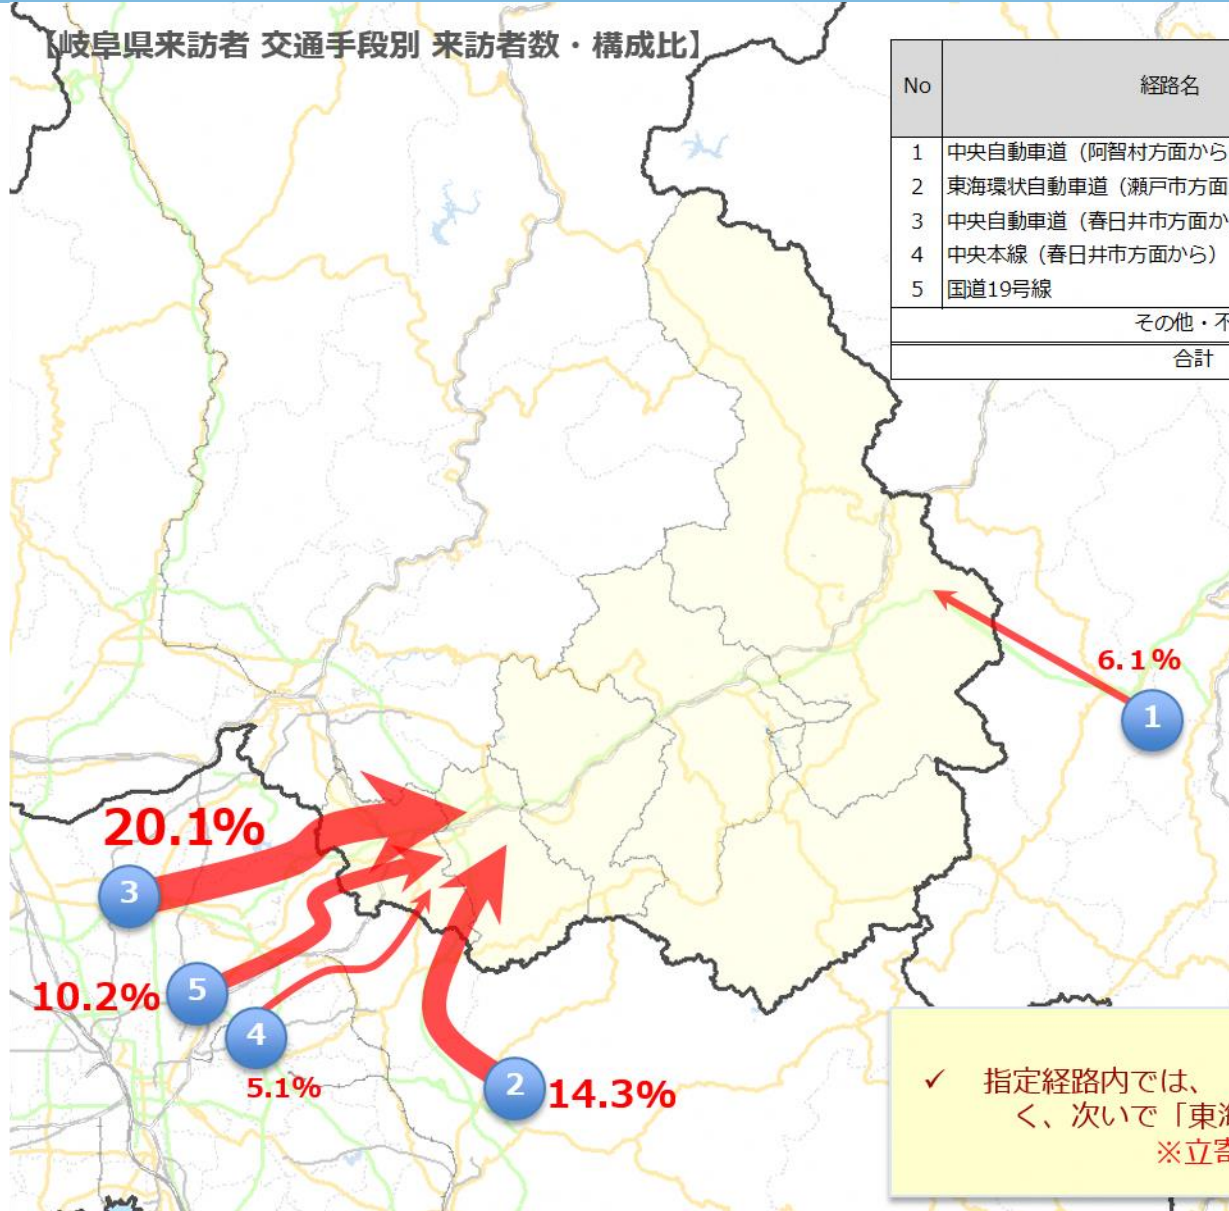 【岐阜県来訪者 交通手段別 来訪者数・構成比】
No 経路名
1 中央自動車道（阿智村方面から
2 東海環状自動車道（瀬戸市方面
3 中央自動車道（春日井市方面か
4 中央本線（春日井市方面から）
5 国道19号線
その他・不
合計
6.1%
1
20.1%
3
10.2%
5
4
5.1%
2
14.3%
✓ 指定経路内では、
く、次いで「東海
※立寄